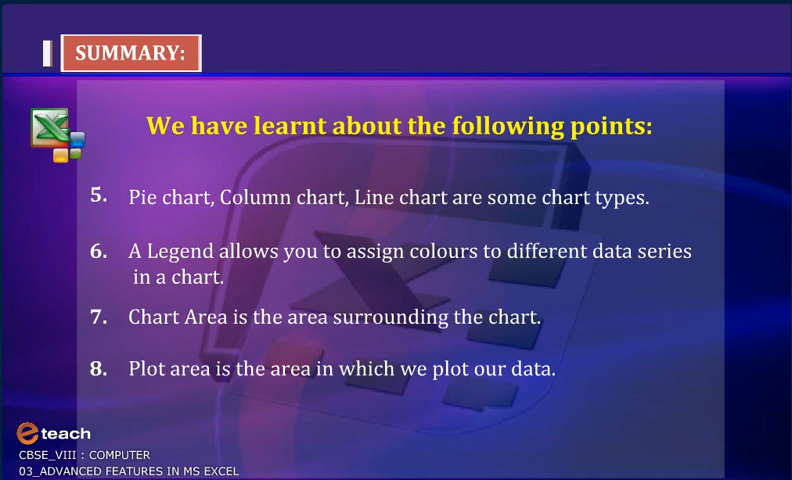 SUMMARY:
We have learnt about the following points:
5. Pie chart, Column chart, Line chart are some chart types.
6. A Legend allows you to assign colours to different data series
in a chart.
7. Chart Area is the area surrounding the chart.
8. Plot area is the area in which we plot our data.
e teach
CBSE_VIII : COMPUTER
03_ADVANCED FEATURES IN MS EXCEL